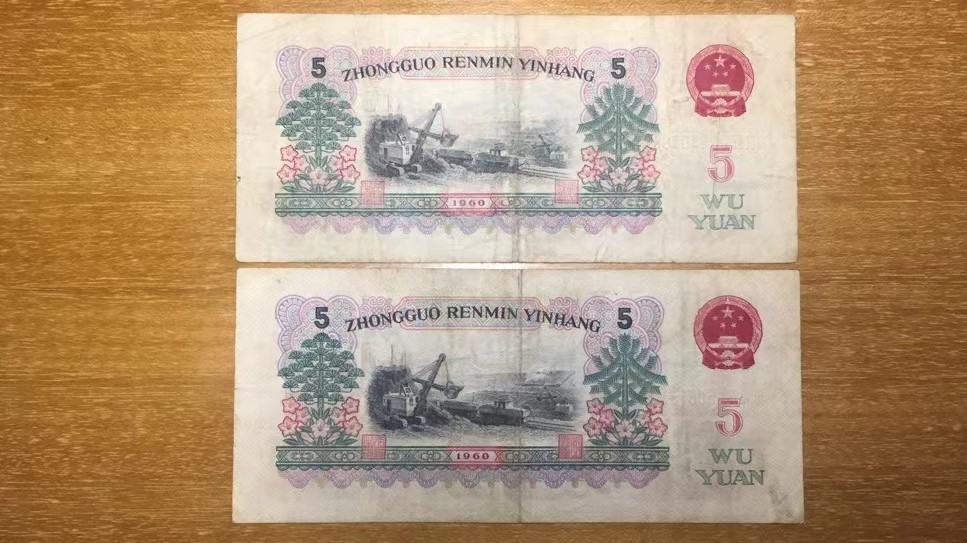 5 ZHONGGUO RENMIN YINHANG 5
5
1960
WU
YUAN
5 ZHONGGUO RENMIN YINHANG 5
5
1960
WU
YUAN